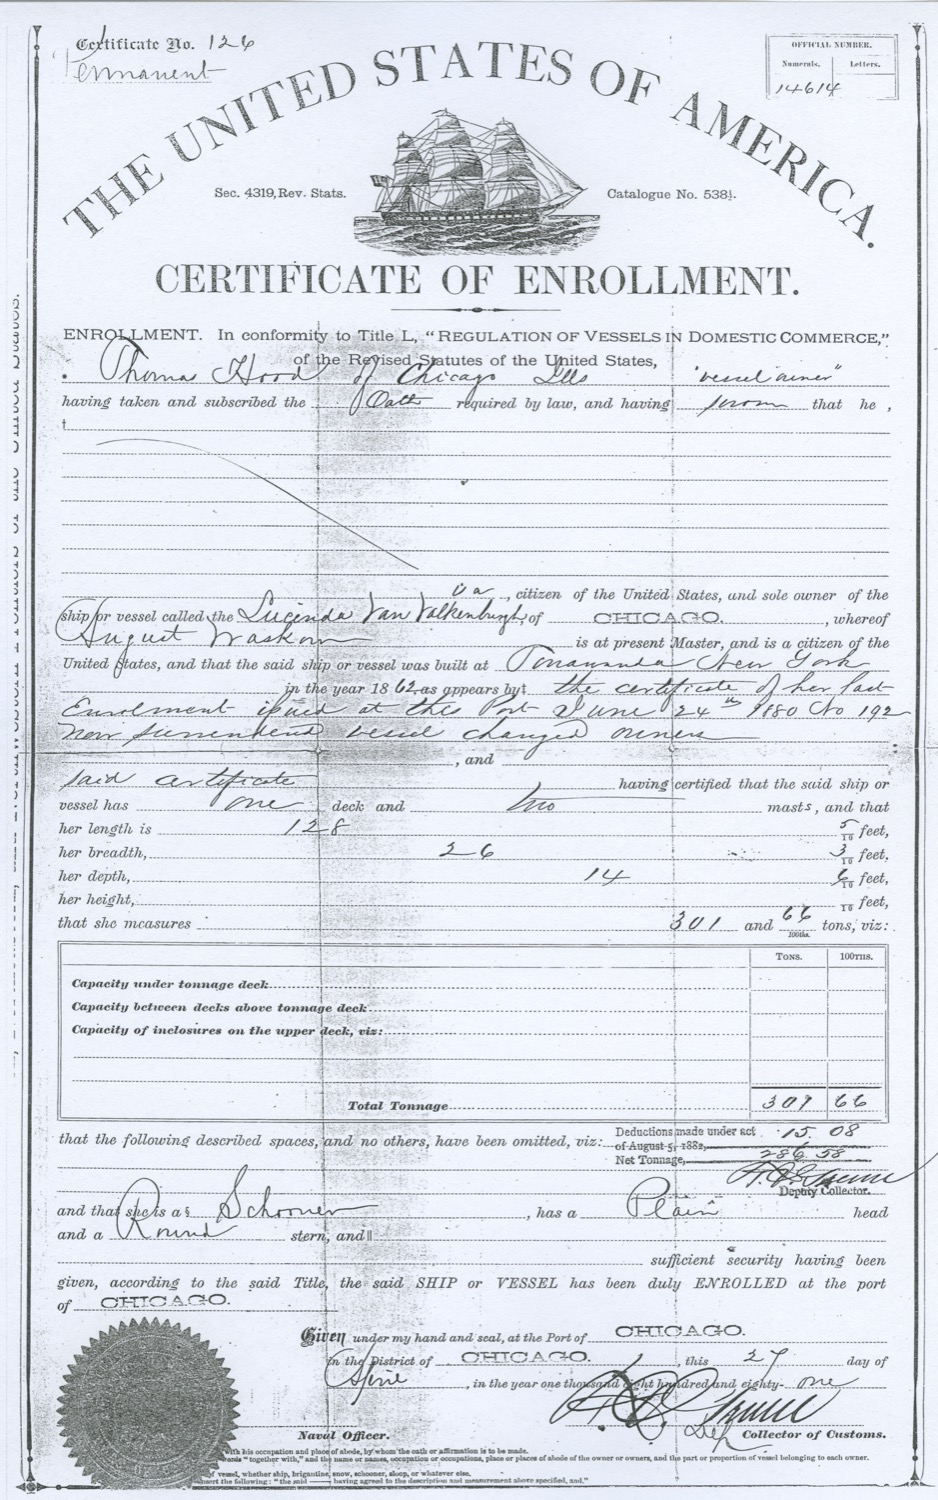 Certificate No. 126
Permanent
OFFICIAL NUMBER.
Numerals. Letters.
14614
THE UNITED STATES OF AMERICA.
Sec. 4319, Rev. Stats.
Catalogue No. 538½.
CERTIFICATE OF ENROLLMENT.
ENROLLMENT. In conformity to Title L, "REGULATION OF VESSELS IN DOMESTIC COMMERCE,"
of the Revised Statutes of the United States,
Thomas Hood of Chicago Ills "vessel owner"
having taken and subscribed the Oath required by law, and having sworn that he ,
is a , citizen of the United States, and sole owner of the
ship or vessel called the Lucinda Van Valkenburgh, of CHICAGO. , whereof
August Waskow is at present Master, and is a citizen of the
United States, and that the said ship or vessel was built at Tonawanda New York
in the year 1862, as appears by the certificate of her last
Enrolment issued at this Port June 24th 1880 No 192
now surrendered vessel changed owners
, and
said certificate having certified that the said ship or
vessel has one deck and two masts, and that
her length is 128 5/10 feet,
her breadth, 26 3/10 feet,
her depth, 14 6/10 feet,
her height, /10 feet,
that she measures 301 and 66/100ths. tons, viz:
TONS. 100THS.
Capacity under tonnage deck
Capacity between decks above tonnage deck
Capacity of inclosures on the upper deck, viz:
Total Tonnage 301 66
that the following described spaces, and no others, have been omitted, viz: Deductions made under act 15. 08
of August 5, 1882,
Net Tonnage, 286.58
Deputy Collector.
and that she is a Schooner , has a Plain head
and a Round stern, and
sufficient security having been
given, according to the said Title, the said SHIP or VESSEL has been duly ENROLLED at the port
of CHICAGO.
Given under my hand and seal, at the Port of CHICAGO.
in the District of CHICAGO. , this 27 day of
, in the year one thousand eight hundred and eighty- one
Naval Officer. Dep Collector of Customs.
with his occupation and place of abode, by whom the oath or affirmation is to be made.
"together with," and the name or names, occupation or occupations, place or places of abode of the owner or owners, and the part or proportion of vessel belonging to each owner.
of vessel, whether ship, brigantine, snow, schooner, sloop, or whatever else.
insert the following: "the said —— having agreed to the description and measurement above specified, and."